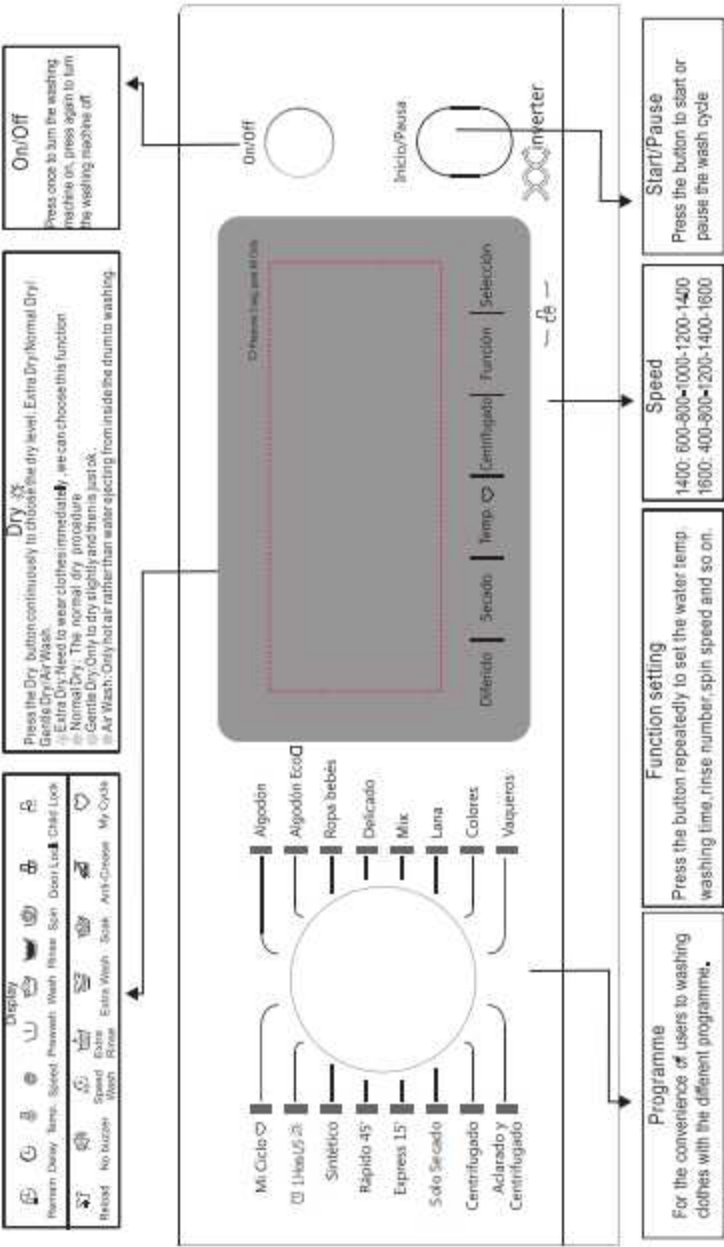 Display
Remain Delay Temp. Speed Prewash Wash Rinse Spin Door Lock Child Lock
Reload No buzzer Speed Wash Extra Rinse Extra Wash Soak Anti-Crease My Cycle
Dry
Press the Dry button continuously to choose the dry level: Extra Dry/Normal Dry/
Gentle Dry/Air Wash.
Extra Dry:Need to wear clothes immediately ,we can choose this function
Normal Dry: The normal dry procedure
Gentle Dry:Only to dry slightly and then is just ok.
Air Wash:Only hot air rather than water ejecting from inside the drum to washing.
On/Off
Press once to turn the washing
machine on, press again to turn
the washing machine off
Mi Ciclo
Sintético
Rápido 45'
Express 15'
Solo Secado
Centrifugado
Aclarado y
Centrifugado
Algodón
Algodón Eco
Ropa bebés
Delicado
Mix
Lana
Colores
Vaqueros
Diferido
Secado
Temp.
Centrifugado
Función
Selección
On/Off
Inicio/Pausa
inverter
Programme
For the convenience of users to washing
clothes with the different programme.
Function setting
Press the button repeatedly to set the water temp.
washing time,rinse number,spin speed and so on.
Speed
1400: 600-800-1000-1200-1400
1600: 400-800-1200-1400-1600
Start/Pause
Press the button to start or
pause the wash cycle